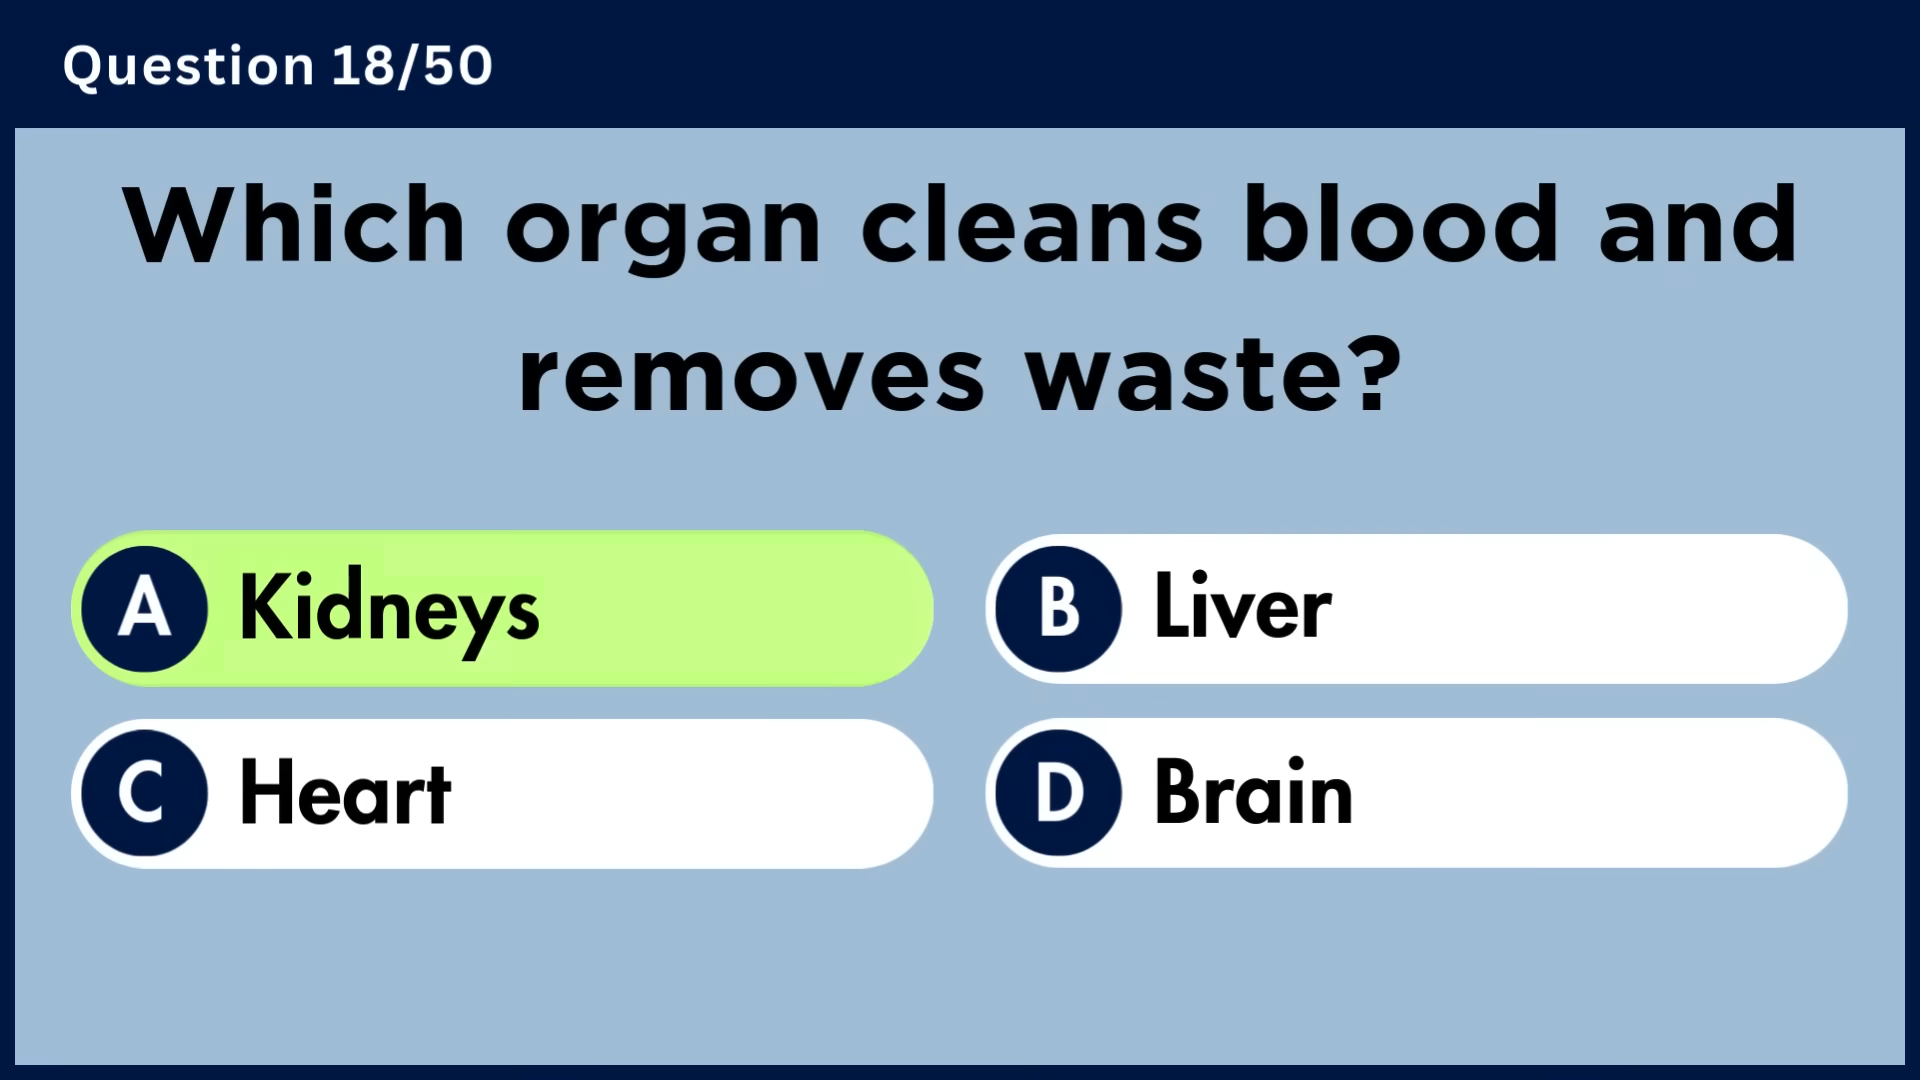 Question 18/50
Which organ cleans blood and
removes waste?
A Kidneys
B Liver
C Heart
D Brain